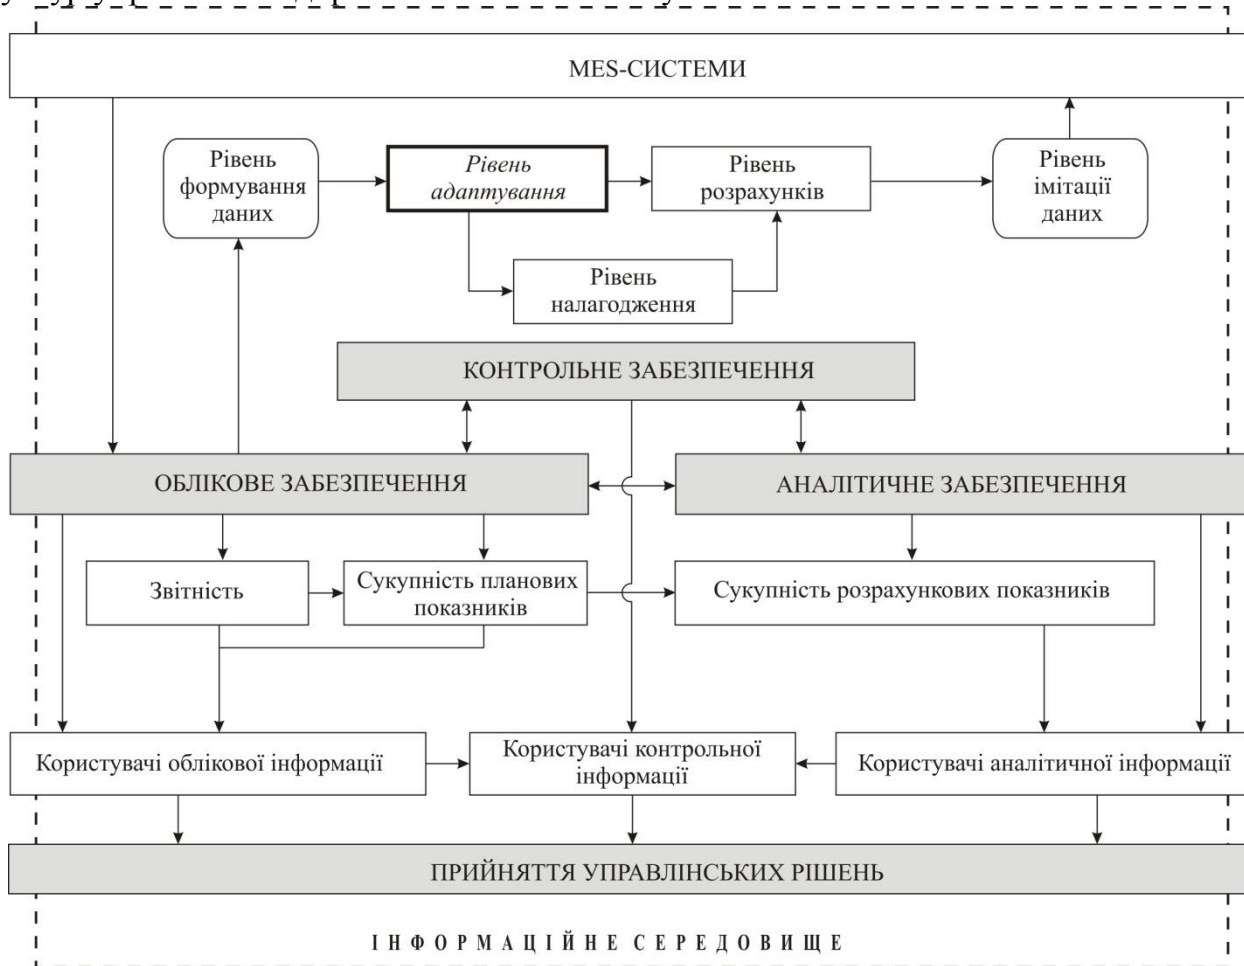 MES-СИСТЕМИ
Рівень
формування
даних
Рівень
адаптування
Рівень
розрахунків
Рівень
імітації
даних
Рівень
налагодження
КОНТРОЛЬНЕ ЗАБЕЗПЕЧЕННЯ
ОБЛІКОВЕ ЗАБЕЗПЕЧЕННЯ
АНАЛІТИЧНЕ ЗАБЕЗПЕЧЕННЯ
Звітність
Сукупність планових
показників
Сукупність розрахункових показників
Користувачі облікової інформації
Користувачі контрольної
інформації
Користувачі аналітичної інформації
ПРИЙНЯТТЯ УПРАВЛІНСЬКИХ РІШЕНЬ
ІНФОРМАЦІЙНЕ СЕРЕДОВИЩЕ